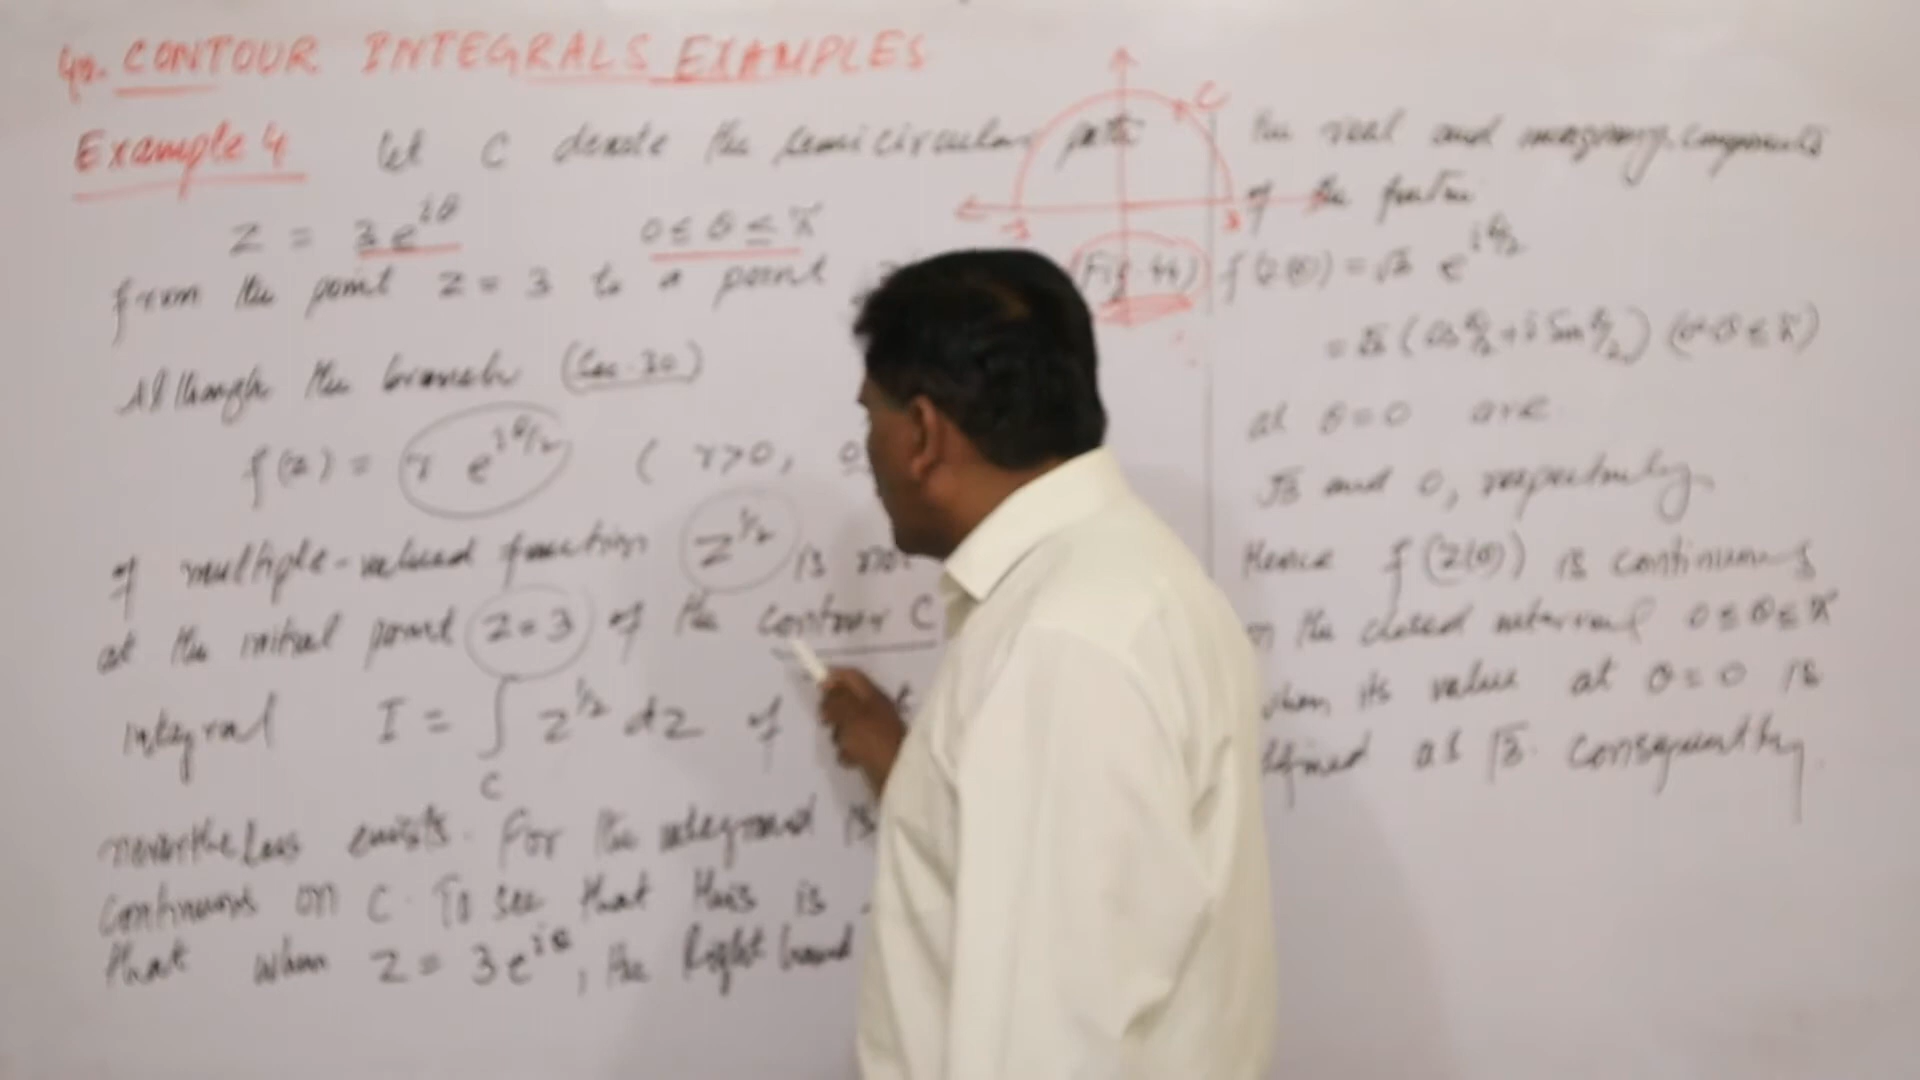 40. CONTOUR INTEGRALS EXAMPLES
Example 4 Let C denote the semicircular path
z = 3 e^{iθ} 0 ≤ θ ≤ π
from the point z = 3 to a point
Although the branch (Sec. 30)
f(z) = r e^{iθ/2} ( r>0, 0
of multiple-valued function z^{1/2} is not
at the initial point z = 3 of the contour C
integral I = ∫_C z^{1/2} dz of
nevertheless exists. For the integrand is
continuous on C. To see that this is
that when z = 3e^{iθ}, the Right hand
C
3
(Fig. 44)
the real and imaginary components
of the function
f(z(θ)) = √3 e^{iθ/2}
= √3 (cos θ/2 + i Sin θ/2) (0<θ ≤ π)
at θ=0 are
√3 and 0, respectively
Hence f(z(θ)) is continuous
on the closed interval 0 ≤ θ ≤ π
when its value at θ = 0 is
defined as √3. Consequently